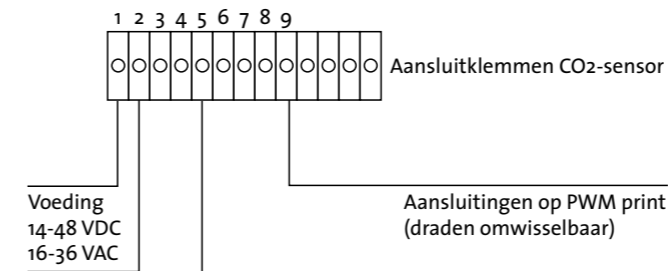 1 2 3 4 5 6 7 8 9
Aansluitklemmen CO2-sensor
Voeding
14-48 VDC
16-36 VAC
Aansluitingen op PWM print
(draden omwisselbaar)